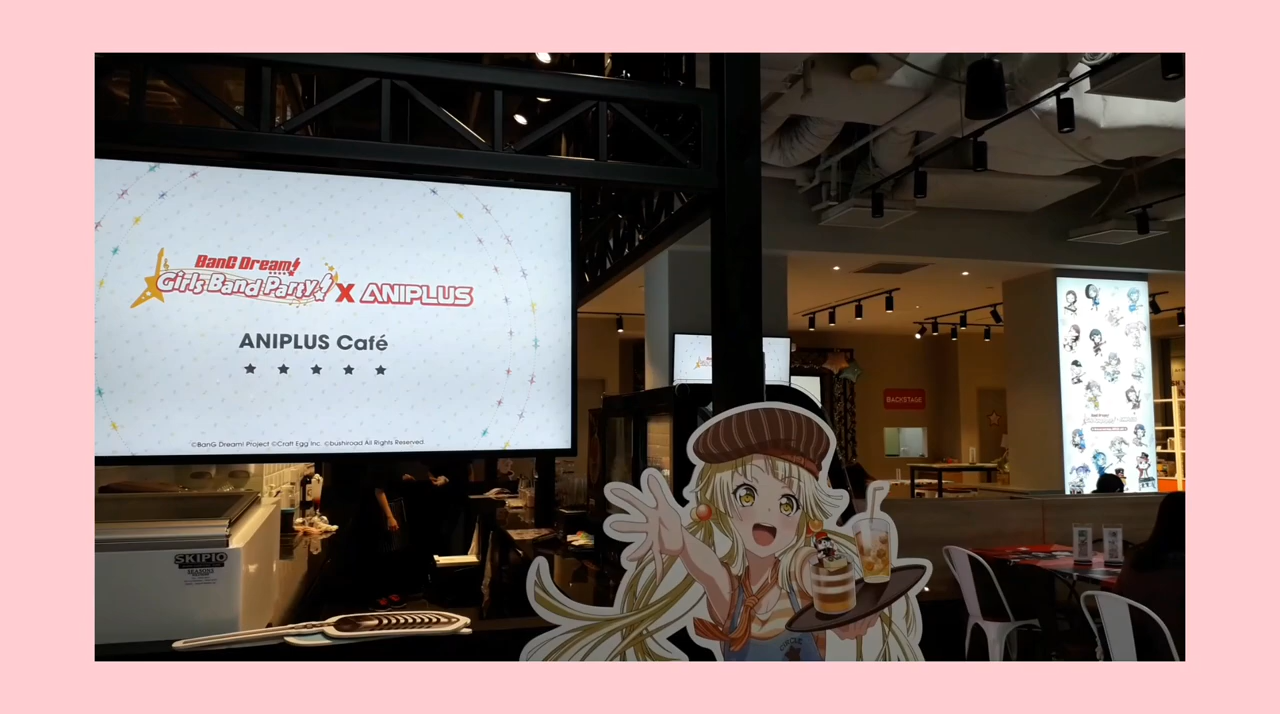 BanG Dream!
Girls Band Party!
X ANIPLUS
ANIPLUS Café
©BanG Dream! Project ©Craft Egg Inc. ©bushiroad All Rights Reserved.
BACKSTAGE
SKIPIO
SEASONS